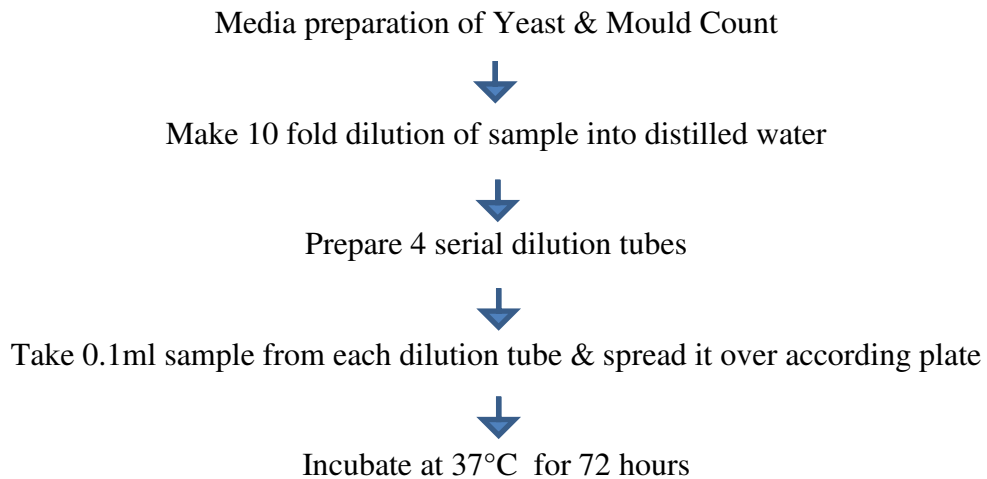 Media preparation of Yeast & Mould Count
Make 10 fold dilution of sample into distilled water
Prepare 4 serial dilution tubes
Take 0.1ml sample from each dilution tube & spread it over according plate
Incubate at 37°C  for 72 hours